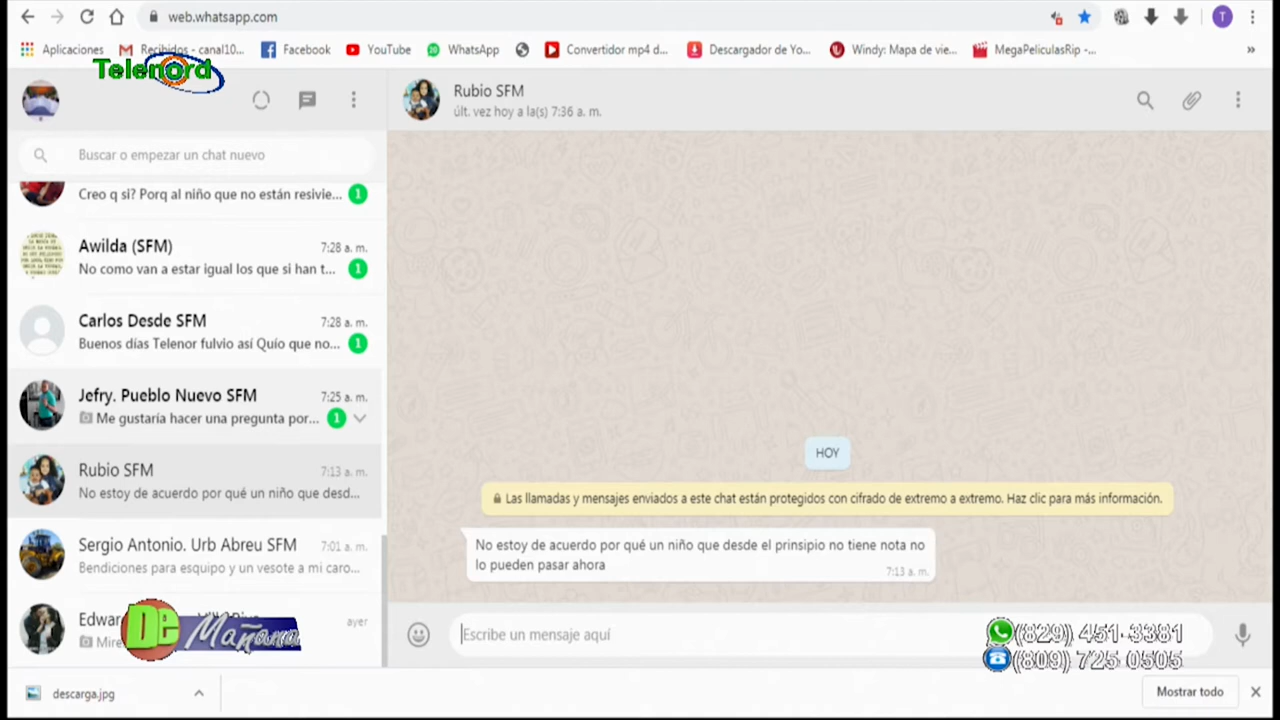 web.whatsapp.com
T
Aplicaciones
Recibidos - canal10...
Facebook
YouTube
WhatsApp
Convertidor mp4 d...
Descargador de Yo...
Windy: Mapa de vie...
MegaPeliculasRip -...
»
Telenord
Rubio SFM
últ. vez hoy a la(s) 7:36 a. m.
Buscar o empezar un chat nuevo
Creo q si? Porq al niño que no están resivie...
1
Awilda (SFM)
7:28 a. m.
No como van a estar igual los que si han t...
1
Carlos Desde SFM
7:28 a. m.
Buenos días Telenor fulvio así Quío que no...
1
Jefry. Pueblo Nuevo SFM
7:25 a. m.
Me gustaría hacer una pregunta por...
1
Rubio SFM
7:13 a. m.
No estoy de acuerdo por qué un niño que desd...
Sergio Antonio. Urb Abreu SFM
7:01 a. m.
Bendiciones para esquipo y un vesote a mi caro...
ayer
De Mañana
HOY
Las llamadas y mensajes enviados a este chat están protegidos con cifrado de extremo a extremo. Haz clic para más información.
No estoy de acuerdo por qué un niño que desde el prinsipio no tiene nota no
lo pueden pasar ahora
7:13 a. m.
Escribe un mensaje aquí
(829) 451-3381
(809) 725 0505
descarga.jpg
Mostrar todo